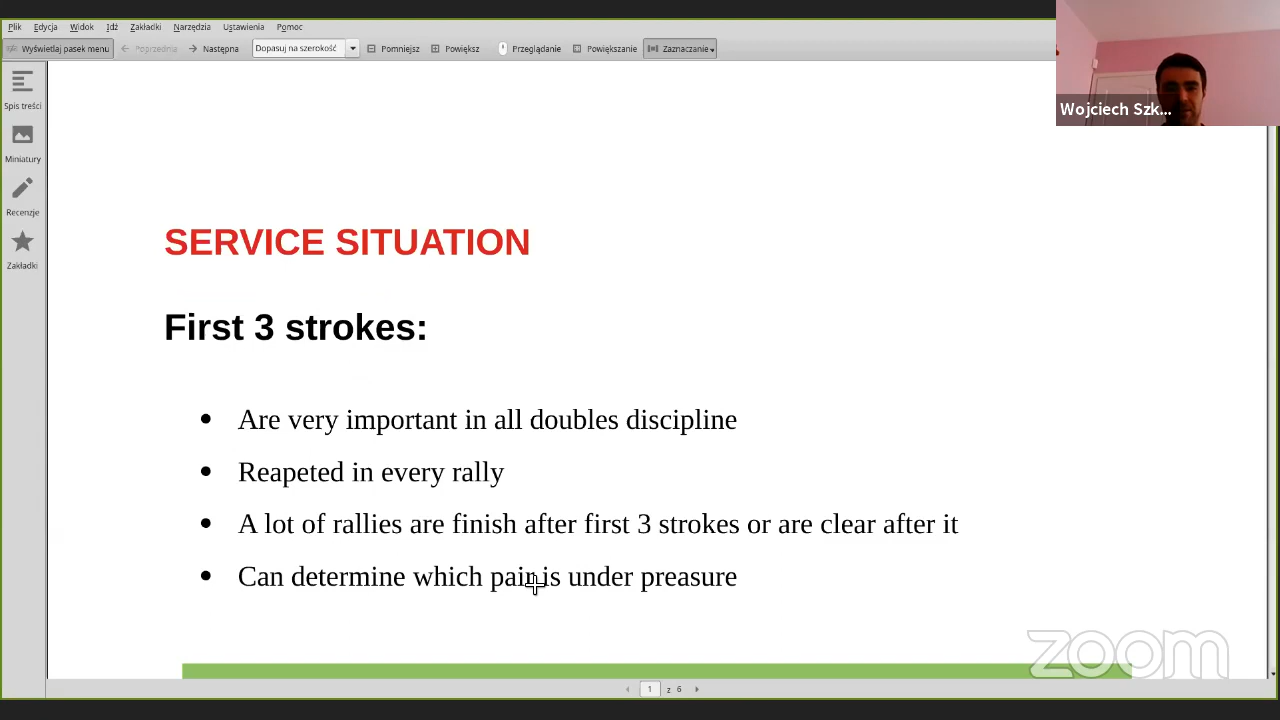 Plik Edycja Widok Idź Zakładki Narzędzia Ustawienia Pomoc
Wyświetlaj pasek menu Poprzednia Następna Dopasuj na szerokość Pomniejsz Powiększ Przeglądanie Powiększanie Zaznaczanie
Wojciech Szk...
Spis treści
Miniatury
Recenzje
Zakładki
SERVICE SITUATION
First 3 strokes:
• Are very important in all doubles discipline
• Reapeted in every rally
• A lot of rallies are finish after first 3 strokes or are clear after it
• Can determine which pair is under preasure
zoom
1 z 6